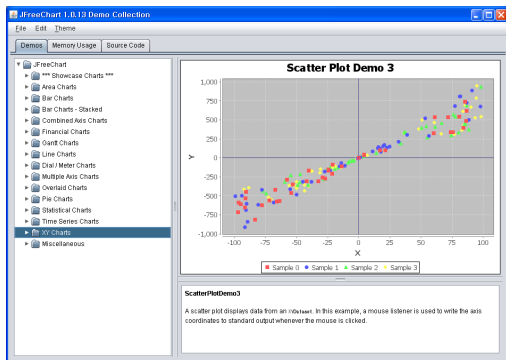 JFreeChart 1.0.13 Demo Collection
File Edit Theme
Demos Memory Usage Source Code
JFreeChart
*** Showcase Charts ***
Area Charts
Bar Charts
Bar Charts - Stacked
Combined Axis Charts
Financial Charts
Gantt Charts
Line Charts
Dial / Meter Charts
Multiple Axis Charts
Overlaid Charts
Pie Charts
Statistical Charts
Time Series Charts
XY Charts
Miscellaneous
Scatter Plot Demo 3
1,000
750
500
250
0
-250
-500
-750
-1,000
Y
-100 -75 -50 -25 0 25 50 75 100
X
Sample 0 Sample 1 Sample 2 Sample 3
ScatterPlotDemo3
A scatter plot displays data from an XYDataset. In this example, a mouse listener is used to write the axis
coordinates to standard output whenever the mouse is clicked.